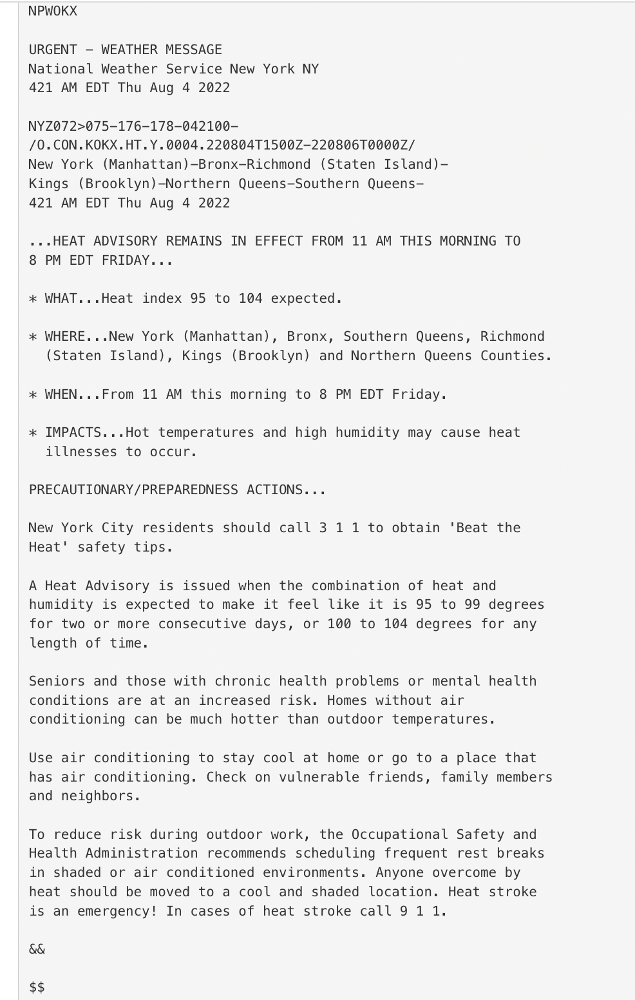 NPWOKX
URGENT - WEATHER MESSAGE
National Weather Service New York NY
421 AM EDT Thu Aug 4 2022
NYZ072>075-176-178-042100-
/O.CON.KOKX.HT.Y.0004.220804T1500Z-220806T0000Z/
New York (Manhattan)-Bronx-Richmond (Staten Island)-
Kings (Brooklyn)-Northern Queens-Southern Queens-
421 AM EDT Thu Aug 4 2022
...HEAT ADVISORY REMAINS IN EFFECT FROM 11 AM THIS MORNING TO
8 PM EDT FRIDAY...
* WHAT...Heat index 95 to 104 expected.
* WHERE...New York (Manhattan), Bronx, Southern Queens, Richmond
(Staten Island), Kings (Brooklyn) and Northern Queens Counties.
* WHEN...From 11 AM this morning to 8 PM EDT Friday.
* IMPACTS...Hot temperatures and high humidity may cause heat
illnesses to occur.
PRECAUTIONARY/PREPAREDNESS ACTIONS...
New York City residents should call 3 1 1 to obtain 'Beat the
Heat' safety tips.
A Heat Advisory is issued when the combination of heat and
humidity is expected to make it feel like it is 95 to 99 degrees
for two or more consecutive days, or 100 to 104 degrees for any
length of time.
Seniors and those with chronic health problems or mental health
conditions are at an increased risk. Homes without air
conditioning can be much hotter than outdoor temperatures.
Use air conditioning to stay cool at home or go to a place that
has air conditioning. Check on vulnerable friends, family members
and neighbors.
To reduce risk during outdoor work, the Occupational Safety and
Health Administration recommends scheduling frequent rest breaks
in shaded or air conditioned environments. Anyone overcome by
heat should be moved to a cool and shaded location. Heat stroke
is an emergency! In cases of heat stroke call 9 1 1.
&&
$$